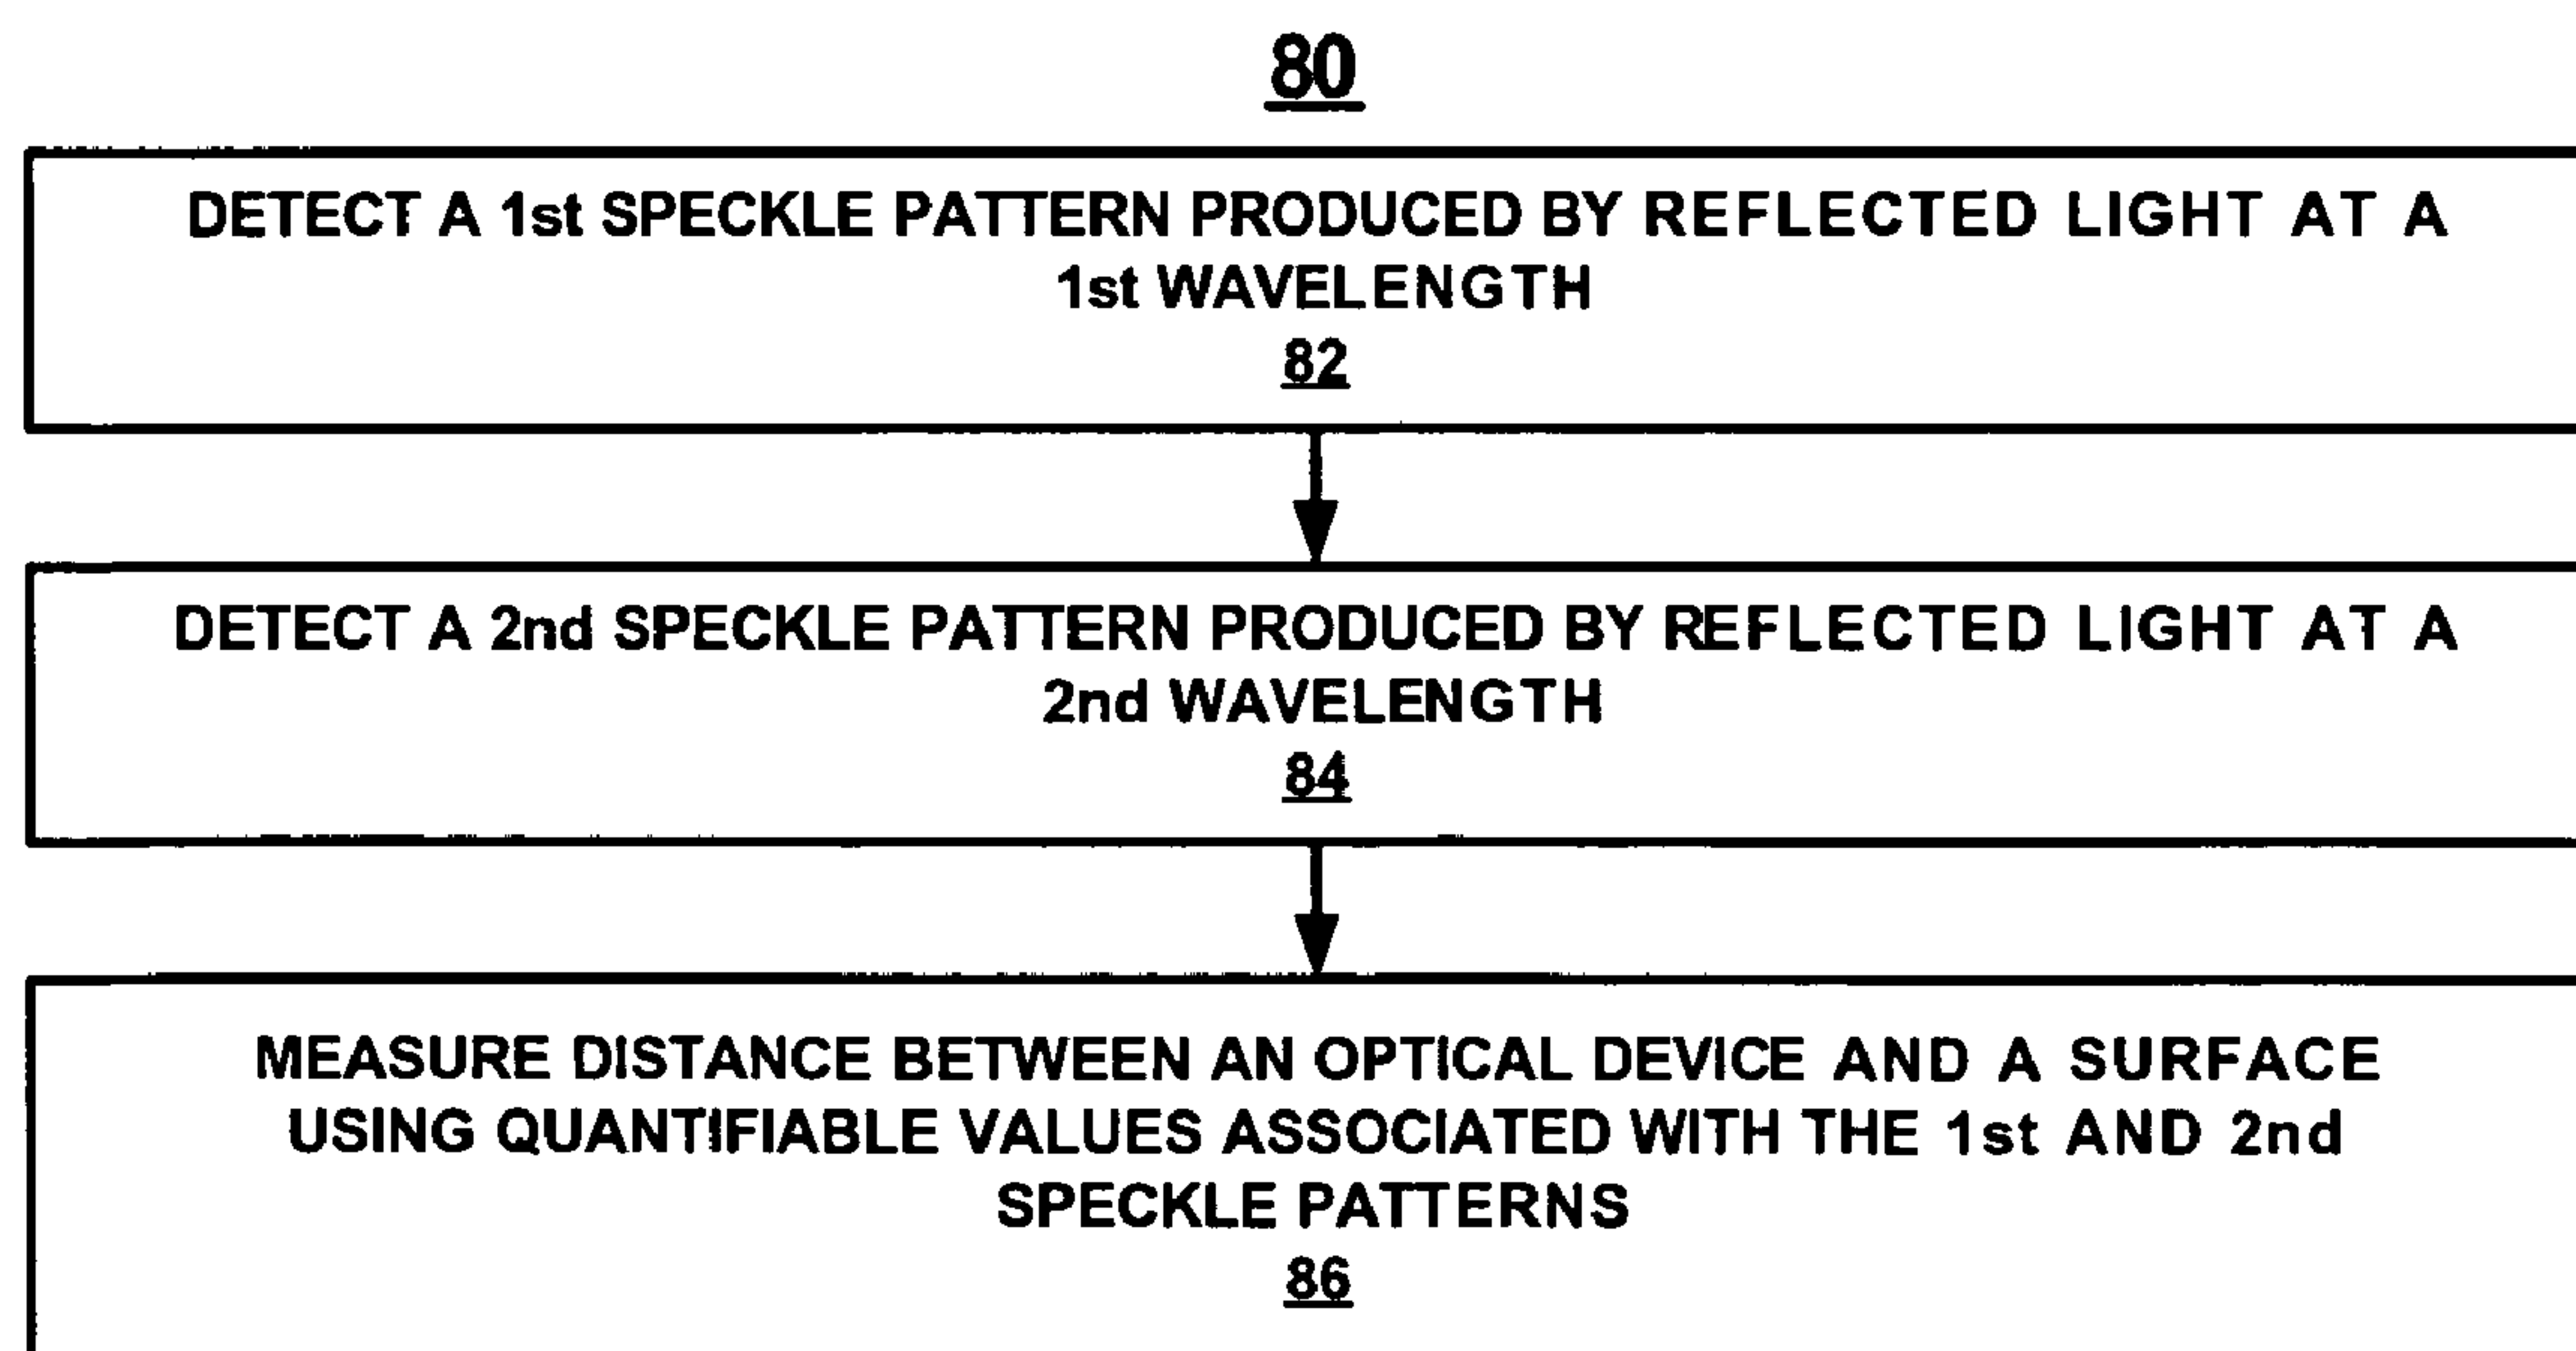 80
DETECT A 1st SPECKLE PATTERN PRODUCED BY REFLECTED LIGHT AT A
1st WAVELENGTH
82
DETECT A 2nd SPECKLE PATTERN PRODUCED BY REFLECTED LIGHT AT A
2nd WAVELENGTH
84
MEASURE DISTANCE BETWEEN AN OPTICAL DEVICE AND A SURFACE
USING QUANTIFIABLE VALUES ASSOCIATED WITH THE 1st AND 2nd
SPECKLE PATTERNS
86